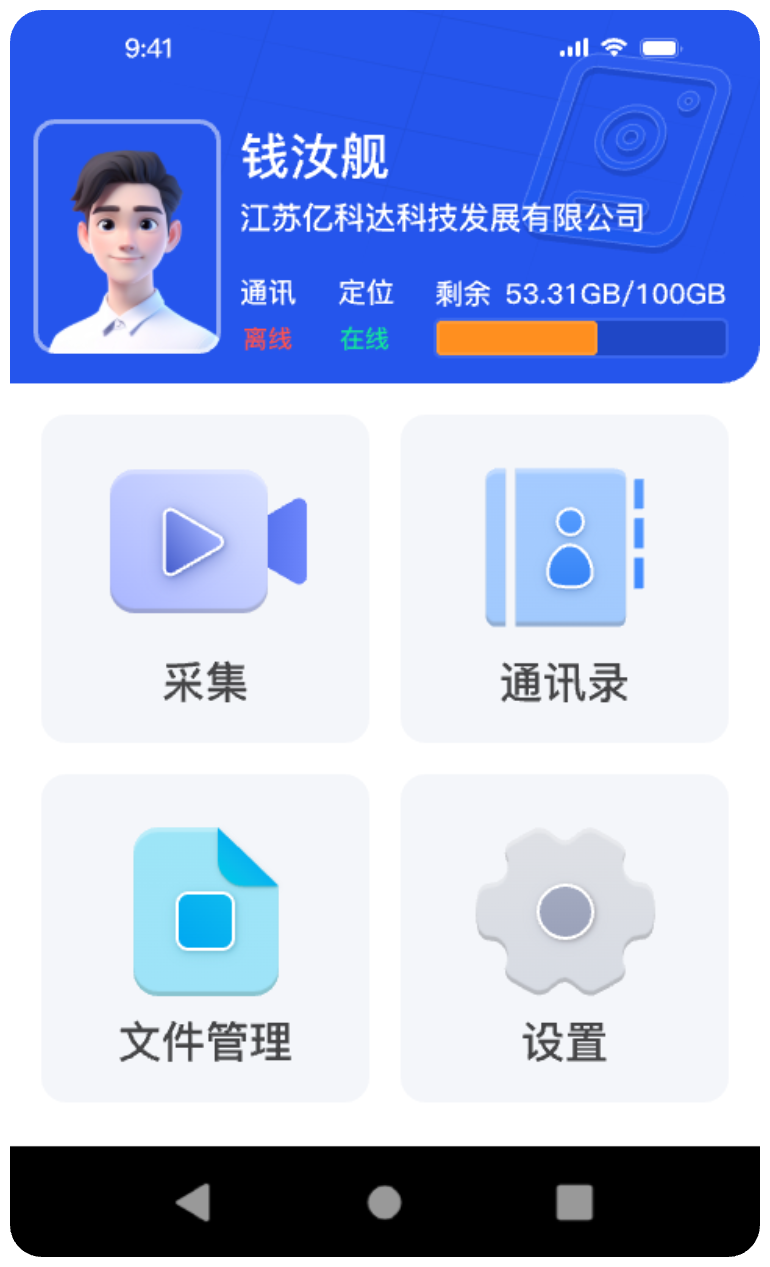 9:41
钱汝舰
江苏亿科达科技发展有限公司
通讯 定位 剩余 53.31GB/100GB
离线 在线
采集 通讯录
文件管理 设置